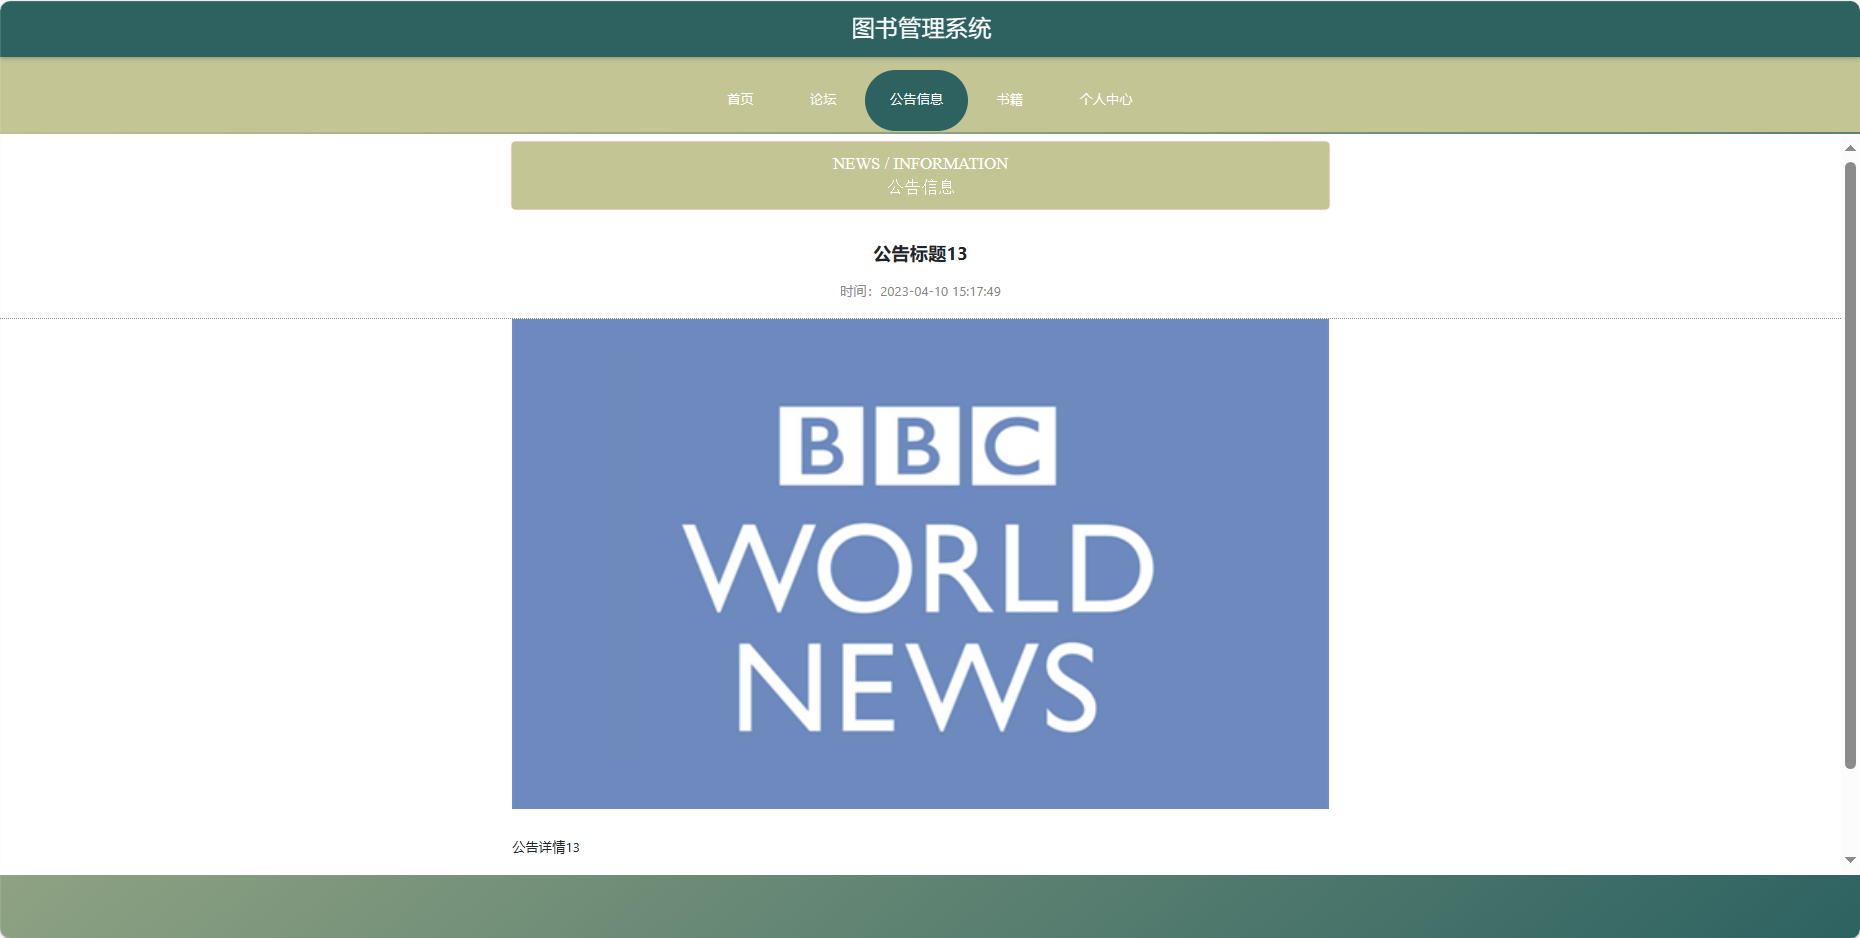 图书管理系统
首页 论坛 公告信息 书籍 个人中心
NEWS / INFORMATION
公告信息
公告标题13
时间：2023-04-10 15:17:49
BBC
WORLD
NEWS
公告详情13